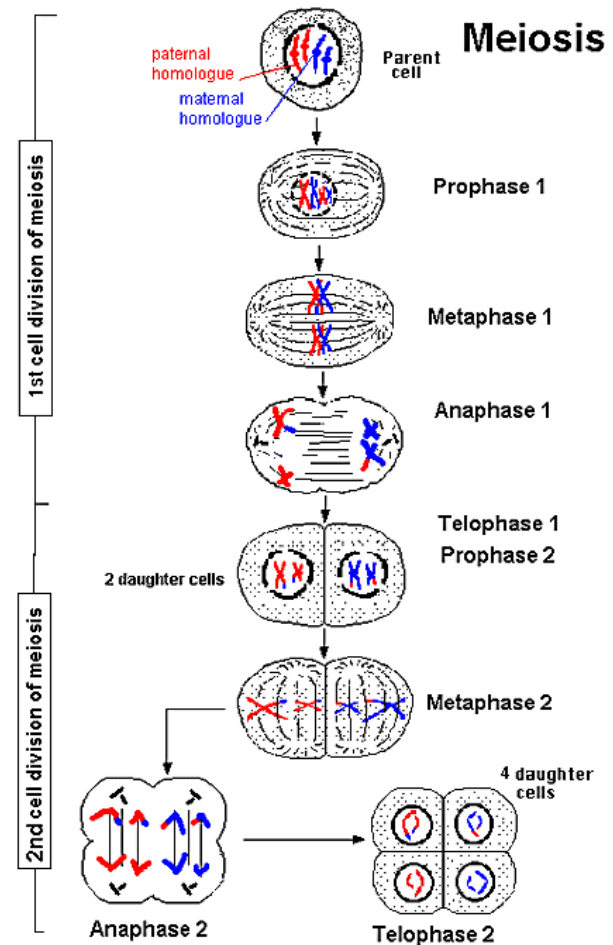 Meiosis
paternal
homologue
maternal
homologue
Parent
cell
1st cell division of meiosis
Prophase 1
Metaphase 1
Anaphase 1
Telophase 1
Prophase 2
2 daughter cells
2nd cell division of meiosis
Metaphase 2
4 daughter
cells
Anaphase 2
Telophase 2